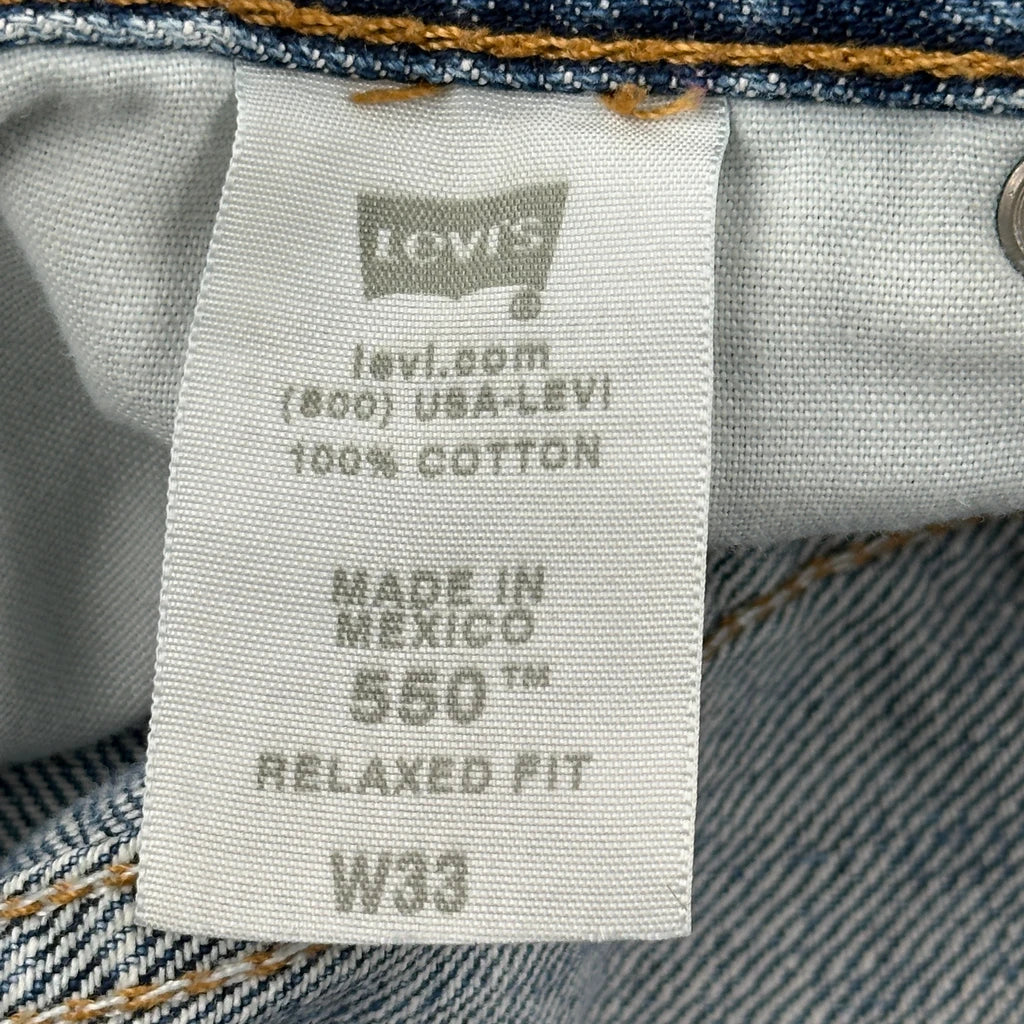 LEVI'S
®
levi.com
(800) USA-LEVI
100% COTTON
MADE IN
MEXICO
550™
RELAXED FIT
W33